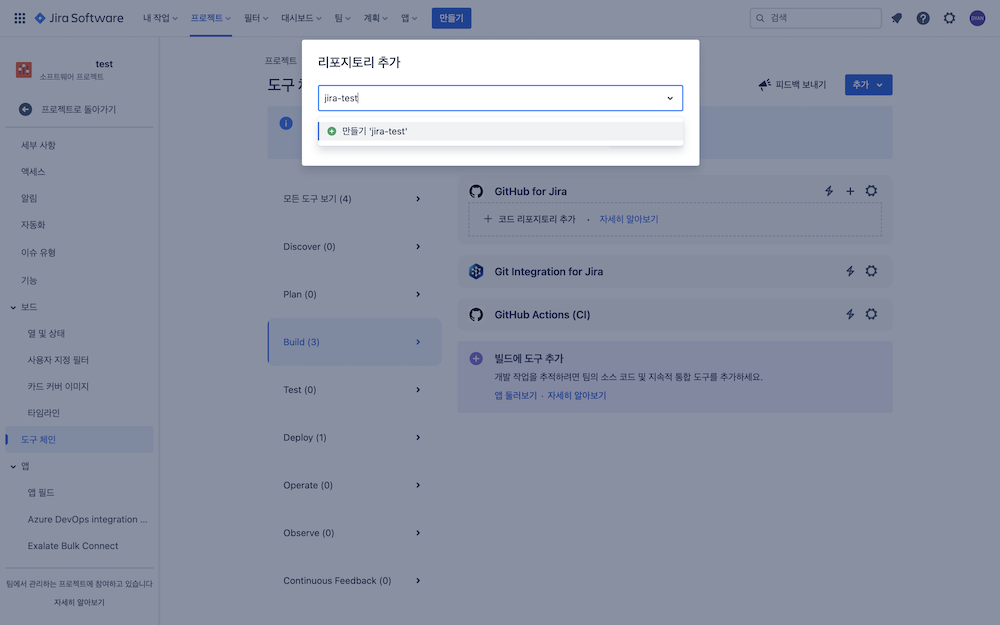 Jira Software
내 작업
프로젝트
필터
대시보드
팀
계획
앱
만들기
검색
test
소프트웨어 프로젝트
프로젝트로 돌아가기
세부 사항
액세스
알림
자동화
이슈 유형
기능
보드
열 및 상태
사용자 지정 필터
카드 커버 이미지
타임라인
도구 체인
앱
앱 필드
Azure DevOps integration ...
Exalate Bulk Connect
팀에서 관리하는 프로젝트에 참여하고 있습니다
자세히 알아보기
프로젝트
도구
피드백 보내기
추가
리포지토리 추가
jira-test
만들기 'jira-test'
모든 도구 보기 (4)
Discover (0)
Plan (0)
Build (3)
Test (0)
Deploy (1)
Operate (0)
Observe (0)
Continuous Feedback (0)
GitHub for Jira
코드 리포지토리 추가 • 자세히 알아보기
Git Integration for Jira
GitHub Actions (CI)
빌드에 도구 추가
개발 작업을 추적하려면 팀의 소스 코드 및 지속적 통합 도구를 추가하세요.
앱 둘러보기 · 자세히 알아보기